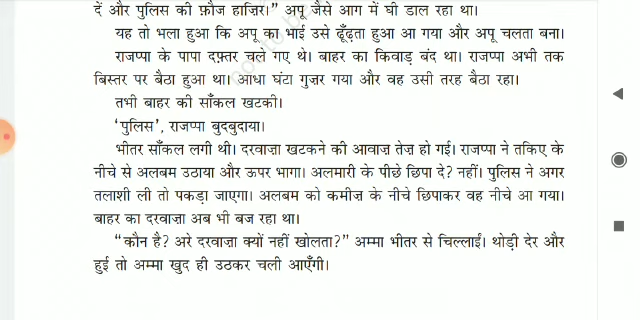 दें और पुलिस की फ़ौज हाज़िर।” अपू जैसे आग में घी डाल रहा था।
यह तो भला हुआ कि अपू का भाई उसे ढूँढ़ता हुआ आ गया और अपू चलता बना।
राजप्पा के पापा दफ़्तर चले गए थे। बाहर का किवाड़ बंद था। राजप्पा अभी तक
बिस्तर पर बैठा हुआ था। आधा घंटा गुज़र गया और वह उसी तरह बैठा रहा।
तभी बाहर की साँकल खटकी।
‘पुलिस’, राजप्पा बुदबुदाया।
भीतर साँकल लगी थी। दरवाज़ा खटकने की आवाज़ तेज़ हो गई। राजप्पा ने तकिए के
नीचे से अलबम उठाया और ऊपर भागा। अलमारी के पीछे छिपा दे? नहीं। पुलिस ने अगर
तलाशी ली तो पकड़ा जाएगा। अलबम को कमीज़ के नीचे छिपाकर वह नीचे आ गया।
बाहर का दरवाज़ा अब भी बज रहा था।
“कौन है? अरे दरवाज़ा क्यों नहीं खोलता?” अम्मा भीतर से चिल्लाईं। थोड़ी देर और
हुई तो अम्मा खुद ही उठकर चली आएँगी।